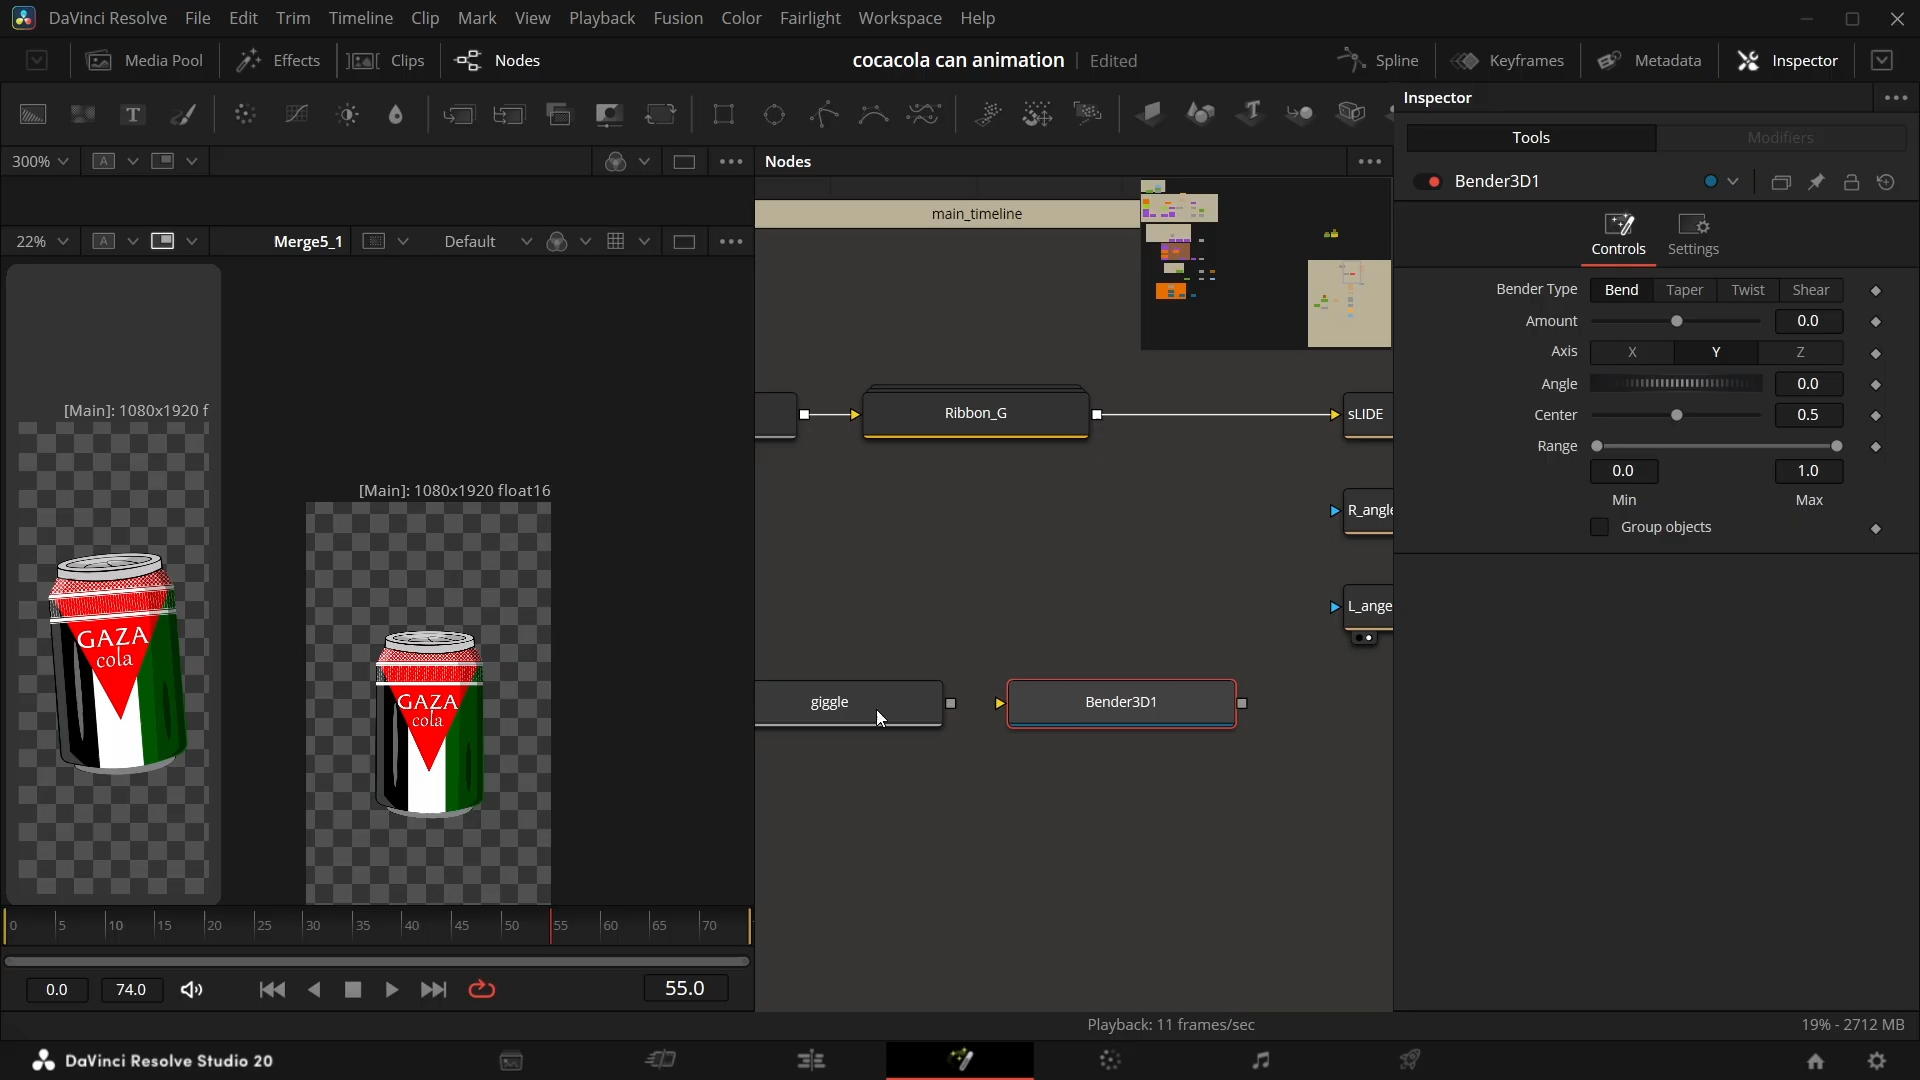 DaVinci Resolve File Edit Trim Timeline Clip Mark View Playback Fusion Color Fairlight Workspace Help
Media Pool Effects Clips Nodes cocacola can animation Edited Spline Keyframes Metadata Inspector
Inspector
Tools Modifiers
300% A Nodes
Bender3D1
main_timeline
22% A Merge5_1 Default
Controls Settings
Bender Type Bend Taper Twist Shear
Amount 0.0
Axis X Y Z
Angle 0.0
Center 0.5
Range
0.0 1.0
Min Max
Group objects
[Main]: 1080x1920 f
Ribbon_G sLIDE
[Main]: 1080x1920 float16
R_angle
L_ange
GAZA
cola
GAZA
cola
giggle Bender3D1
0 5 10 15 20 25 30 35 40 45 50 55 60 65 70
0.0 74.0 55.0
Playback: 11 frames/sec 19% - 2712 MB
DaVinci Resolve Studio 20